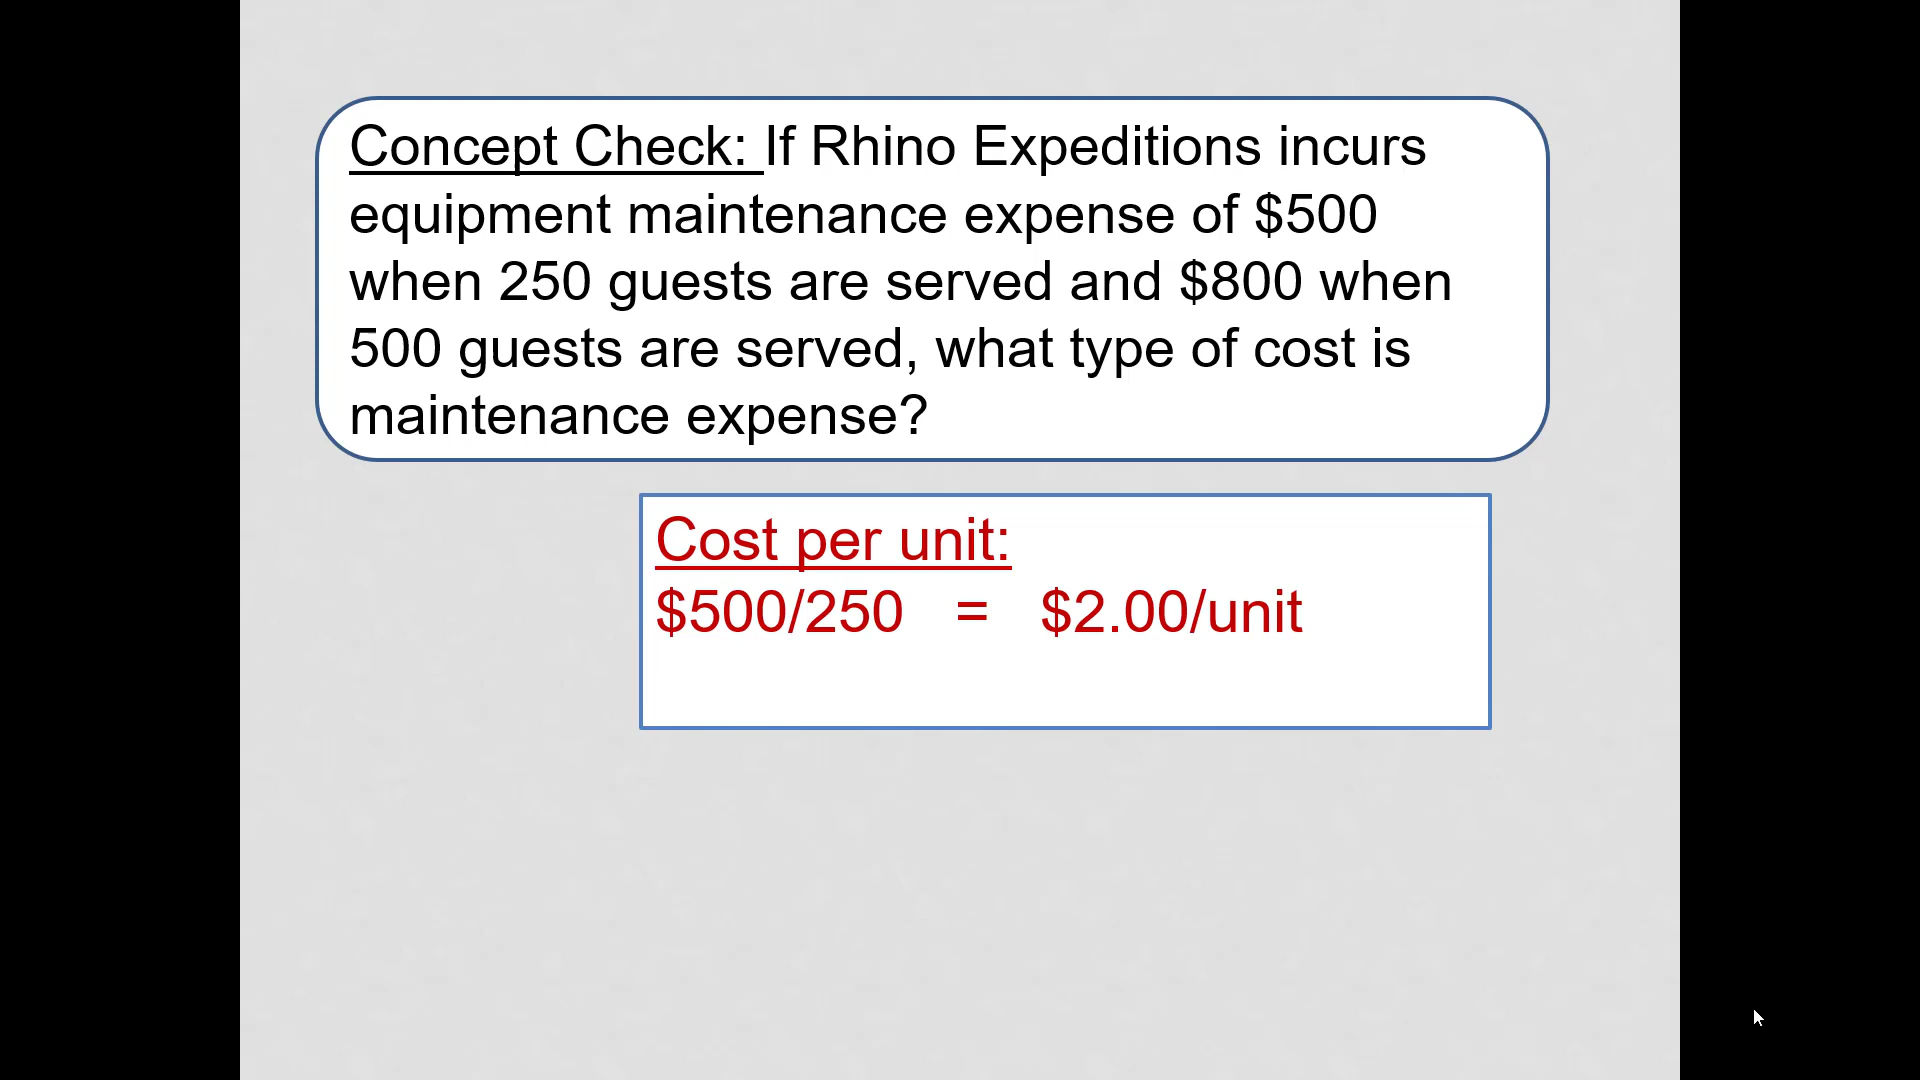 Concept Check: If Rhino Expeditions incurs
equipment maintenance expense of $500
when 250 guests are served and $800 when
500 guests are served, what type of cost is
maintenance expense?
Cost per unit:
$500/250 = $2.00/unit